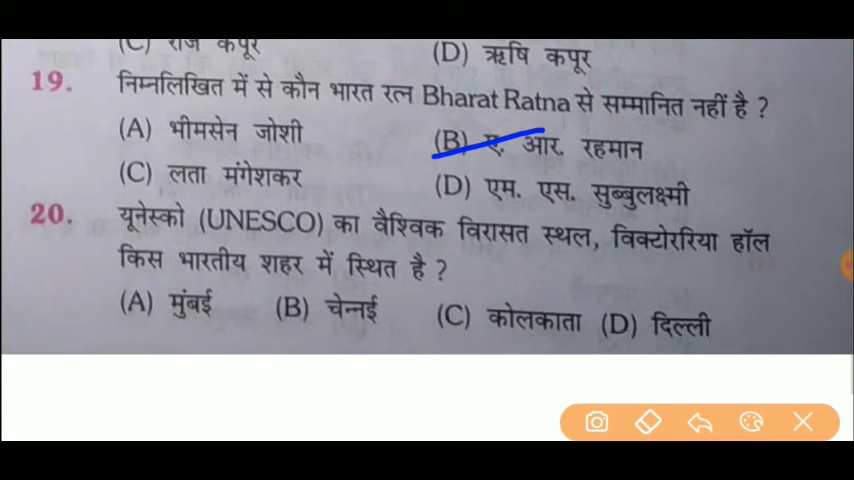 (C) राज कपूर (D) ऋषि कपूर
19. निम्नलिखित में से कौन भारत रत्न Bharat Ratna से सम्मानित नहीं है ?
(A) भीमसेन जोशी (B) ए. आर. रहमान
(C) लता मंगेशकर (D) एम. एस. सुब्बुलक्ष्मी
20. यूनेस्को (UNESCO) का वैश्विक विरासत स्थल, विक्टोररिया हॉल
किस भारतीय शहर में स्थित है ?
(A) मुंबई (B) चेन्नई (C) कोलकाता (D) दिल्ली